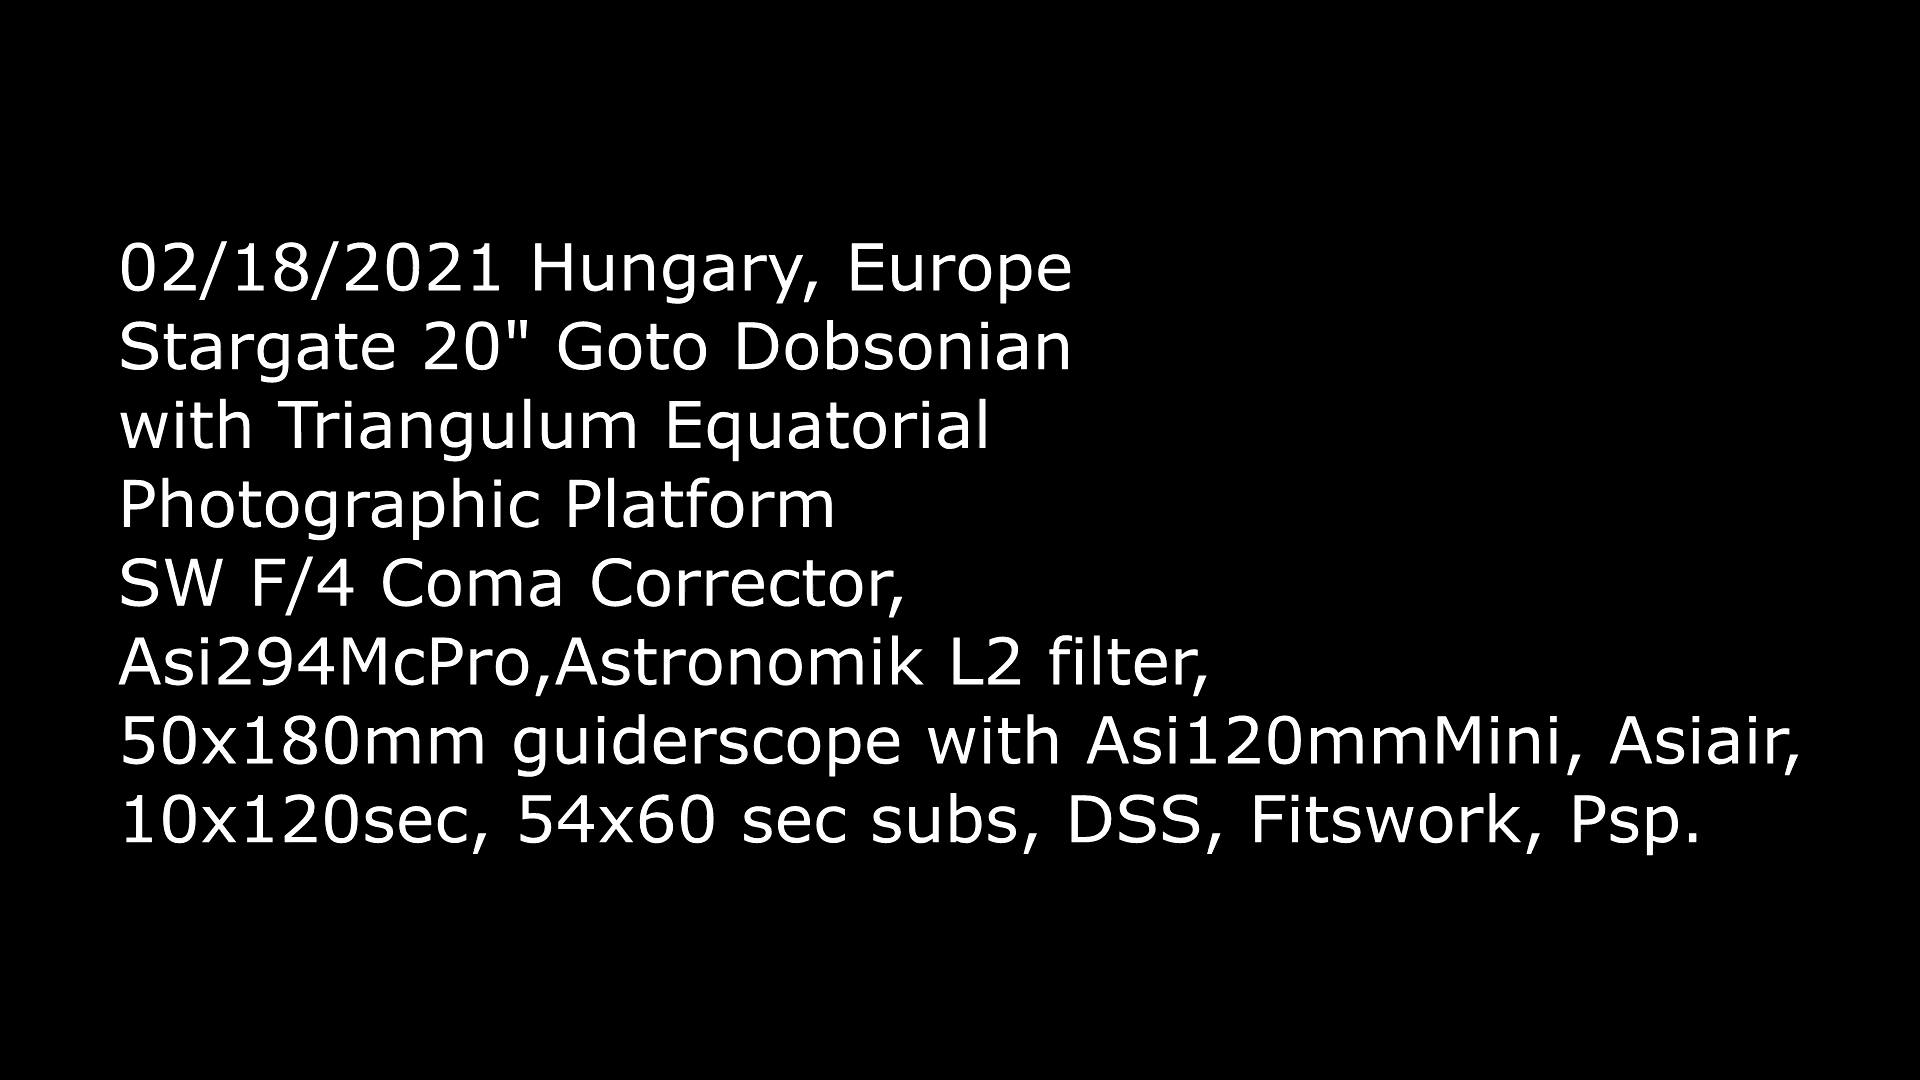 02/18/2021 Hungary, Europe
Stargate 20" Goto Dobsonian
with Triangulum Equatorial
Photographic Platform
SW F/4 Coma Corrector,
Asi294McPro,Astronomik L2 filter,
50x180mm guiderscope with Asi120mmMini, Asiair,
10x120sec, 54x60 sec subs, DSS, Fitswork, Psp.